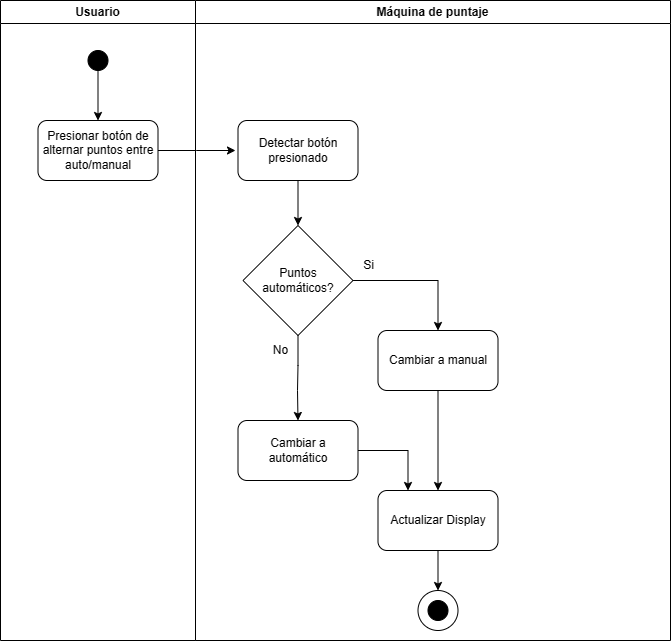 Usuario
Máquina de puntaje
Presionar botón de
alternar puntos entre
auto/manual
Detectar botón
presionado
Puntos
automáticos?
Si
No
Cambiar a manual
Cambiar a
automático
Actualizar Display